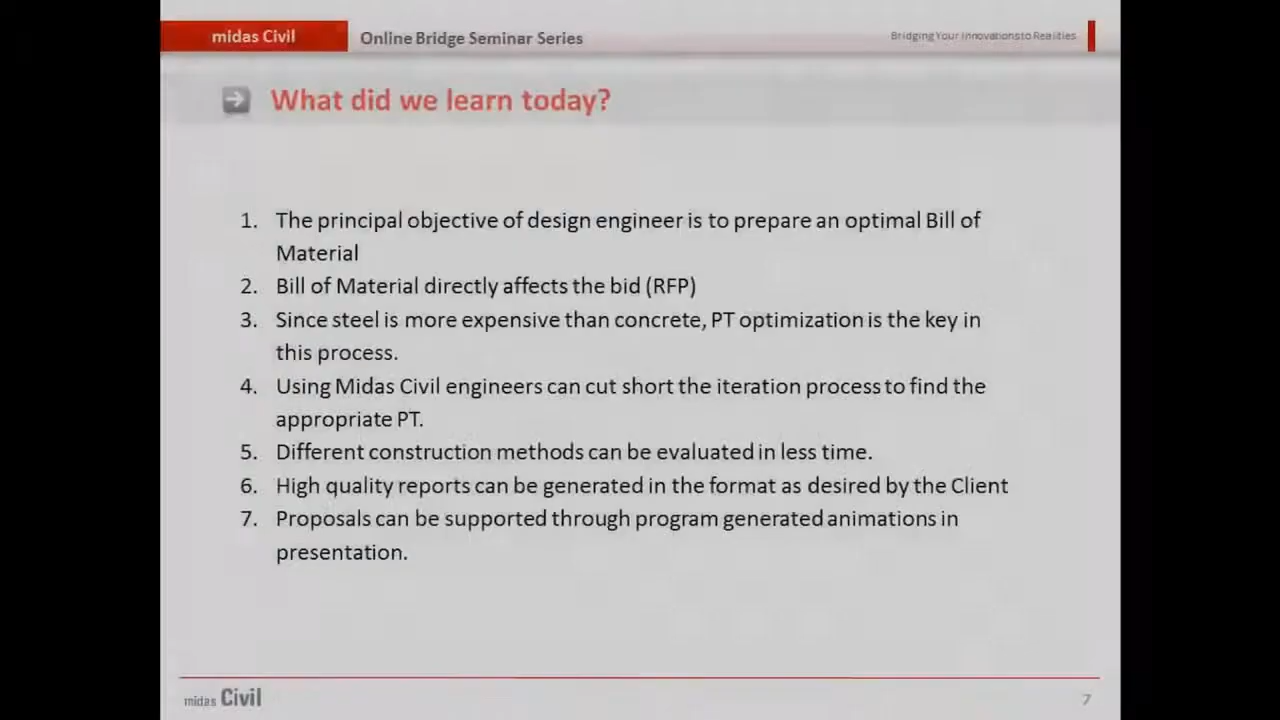 midas Civil
Online Bridge Seminar Series
Bridging Your Innovations to Realities
What did we learn today?
1. The principal objective of design engineer is to prepare an optimal Bill of
Material
2. Bill of Material directly affects the bid (RFP)
3. Since steel is more expensive than concrete, PT optimization is the key in
this process.
4. Using Midas Civil engineers can cut short the iteration process to find the
appropriate PT.
5. Different construction methods can be evaluated in less time.
6. High quality reports can be generated in the format as desired by the Client
7. Proposals can be supported through program generated animations in
presentation.
midas Civil
7